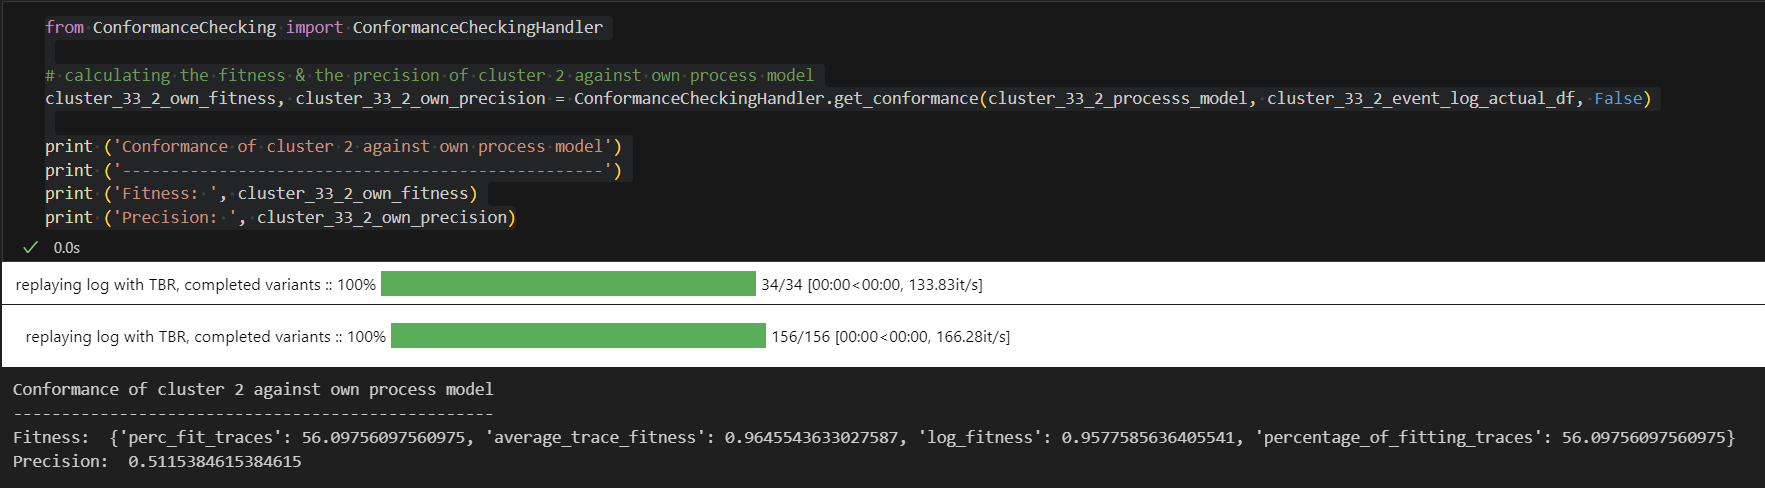 from ConformanceChecking import ConformanceCheckingHandler
# calculating the fitness & the precision of cluster 2 against own process model
cluster_33_2_own_fitness, cluster_33_2_own_precision = ConformanceCheckingHandler.get_conformance(cluster_33_2_processs_model, cluster_33_2_event_log_actual_df, False)
print ('Conformance of cluster 2 against own process model')
print ('--------------------------------------------------')
print ('Fitness: ', cluster_33_2_own_fitness)
print ('Precision: ', cluster_33_2_own_precision)
0.0s
replaying log with TBR, completed variants :: 100% 34/34 [00:00<00:00, 133.83it/s]
replaying log with TBR, completed variants :: 100% 156/156 [00:00<00:00, 166.28it/s]
Conformance of cluster 2 against own process model
--------------------------------------------------
Fitness:  {'perc_fit_traces': 56.09756097560975, 'average_trace_fitness': 0.9645543633027587, 'log_fitness': 0.9577585636405541, 'percentage_of_fitting_traces': 56.09756097560975}
Precision:  0.5115384615384615